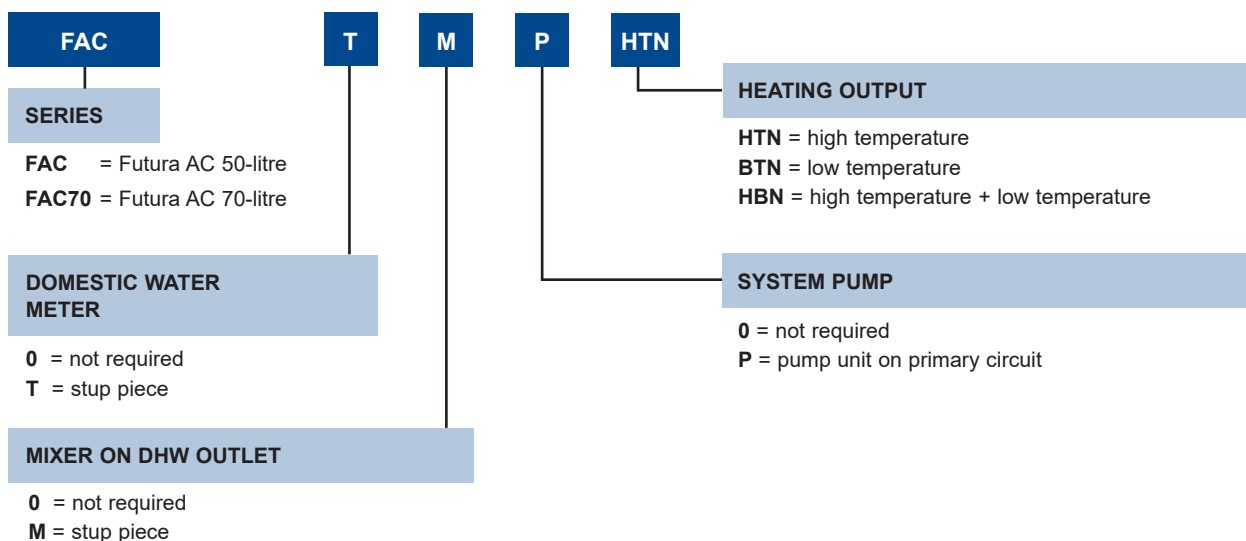 FAC T M P HTN
SERIES
FAC = Futura AC 50-litre
FAC70 = Futura AC 70-litre
DOMESTIC WATER
METER
0 = not required
T = stup piece
MIXER ON DHW OUTLET
0 = not required
M = stup piece
HEATING OUTPUT
HTN = high temperature
BTN = low temperature
HBN = high temperature + low temperature
SYSTEM PUMP
0 = not required
P = pump unit on primary circuit